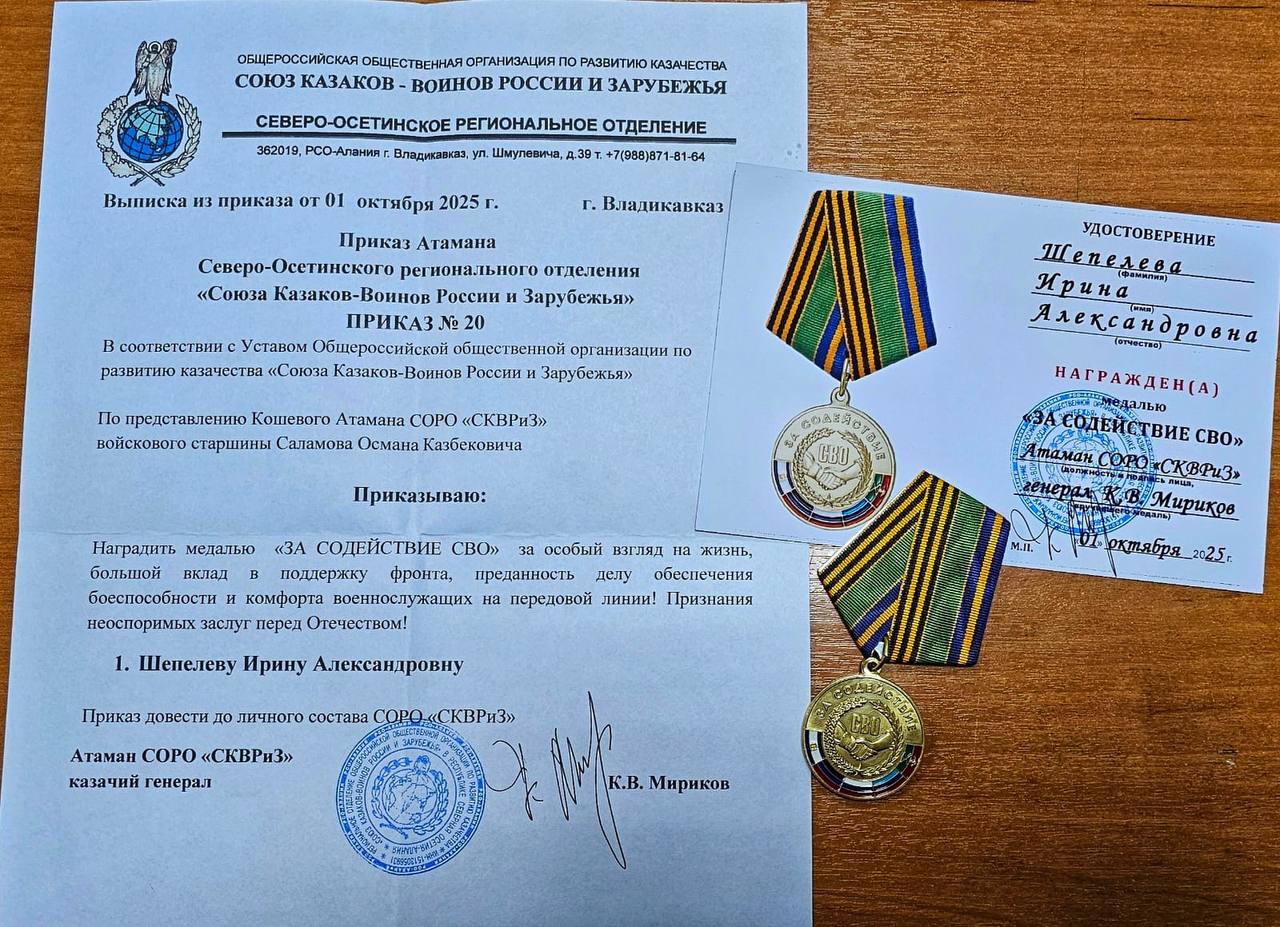 ОБЩЕРОССИЙСКАЯ ОБЩЕСТВЕННАЯ ОРГАНИЗАЦИЯ ПО РАЗВИТИЮ КАЗАЧЕСТВА
СОЮЗ КАЗАКОВ - ВОИНОВ РОССИИ И ЗАРУБЕЖЬЯ
СЕВЕРО-ОСЕТИНСКОЕ РЕГИОНАЛЬНОЕ ОТДЕЛЕНИЕ
362019, РСО-Алания г. Владикавказ, ул. Шмулевича, д.39 т. +7(988)871-81-64
Выписка из приказа от 01 октября 2025 г. г. Владикавказ
Приказ Атамана
Северо-Осетинского регионального отделения
«Союза Казаков-Воинов России и Зарубежья»
ПРИКАЗ № 20
В соответствии с Уставом Общероссийской общественной организации по
развитию казачества «Союза Казаков-Воинов России и Зарубежья»
По представлению Кошевого Атамана СОРО «СКВРиЗ»
войскового старшины Саламова Османа Казбековича
Приказываю:
Наградить медалью «ЗА СОДЕЙСТВИЕ СВО» за особый взгляд на жизнь,
большой вклад в поддержку фронта, преданность делу обеспечения
боеспособности и комфорта военнослужащих на передовой линии! Признания
неоспоримых заслуг перед Отечеством!
1. Шепелеву Ирину Александровну
Приказ довести до личного состава СОРО «СКВРиЗ»
Атаман СОРО «СКВРиЗ»
казачий генерал К.В. Мириков
УДОСТОВЕРЕНИЕ
Шепелева
(фамилия)
Ирина
(имя)
Александровна
(отчество)
НАГРАЖДЕН(А)
медалью
«ЗА СОДЕЙСТВИЕ СВО»
Атаман СОРО «СКВРиЗ»
(должность и подпись лица,
генерал К.В. Мириков
вручившего медаль)
М.П. 01» октября 2025 г.
ЗА СОДЕЙСТВИЕ
СВО
ЗА СОДЕЙСТВИЕ
СВО